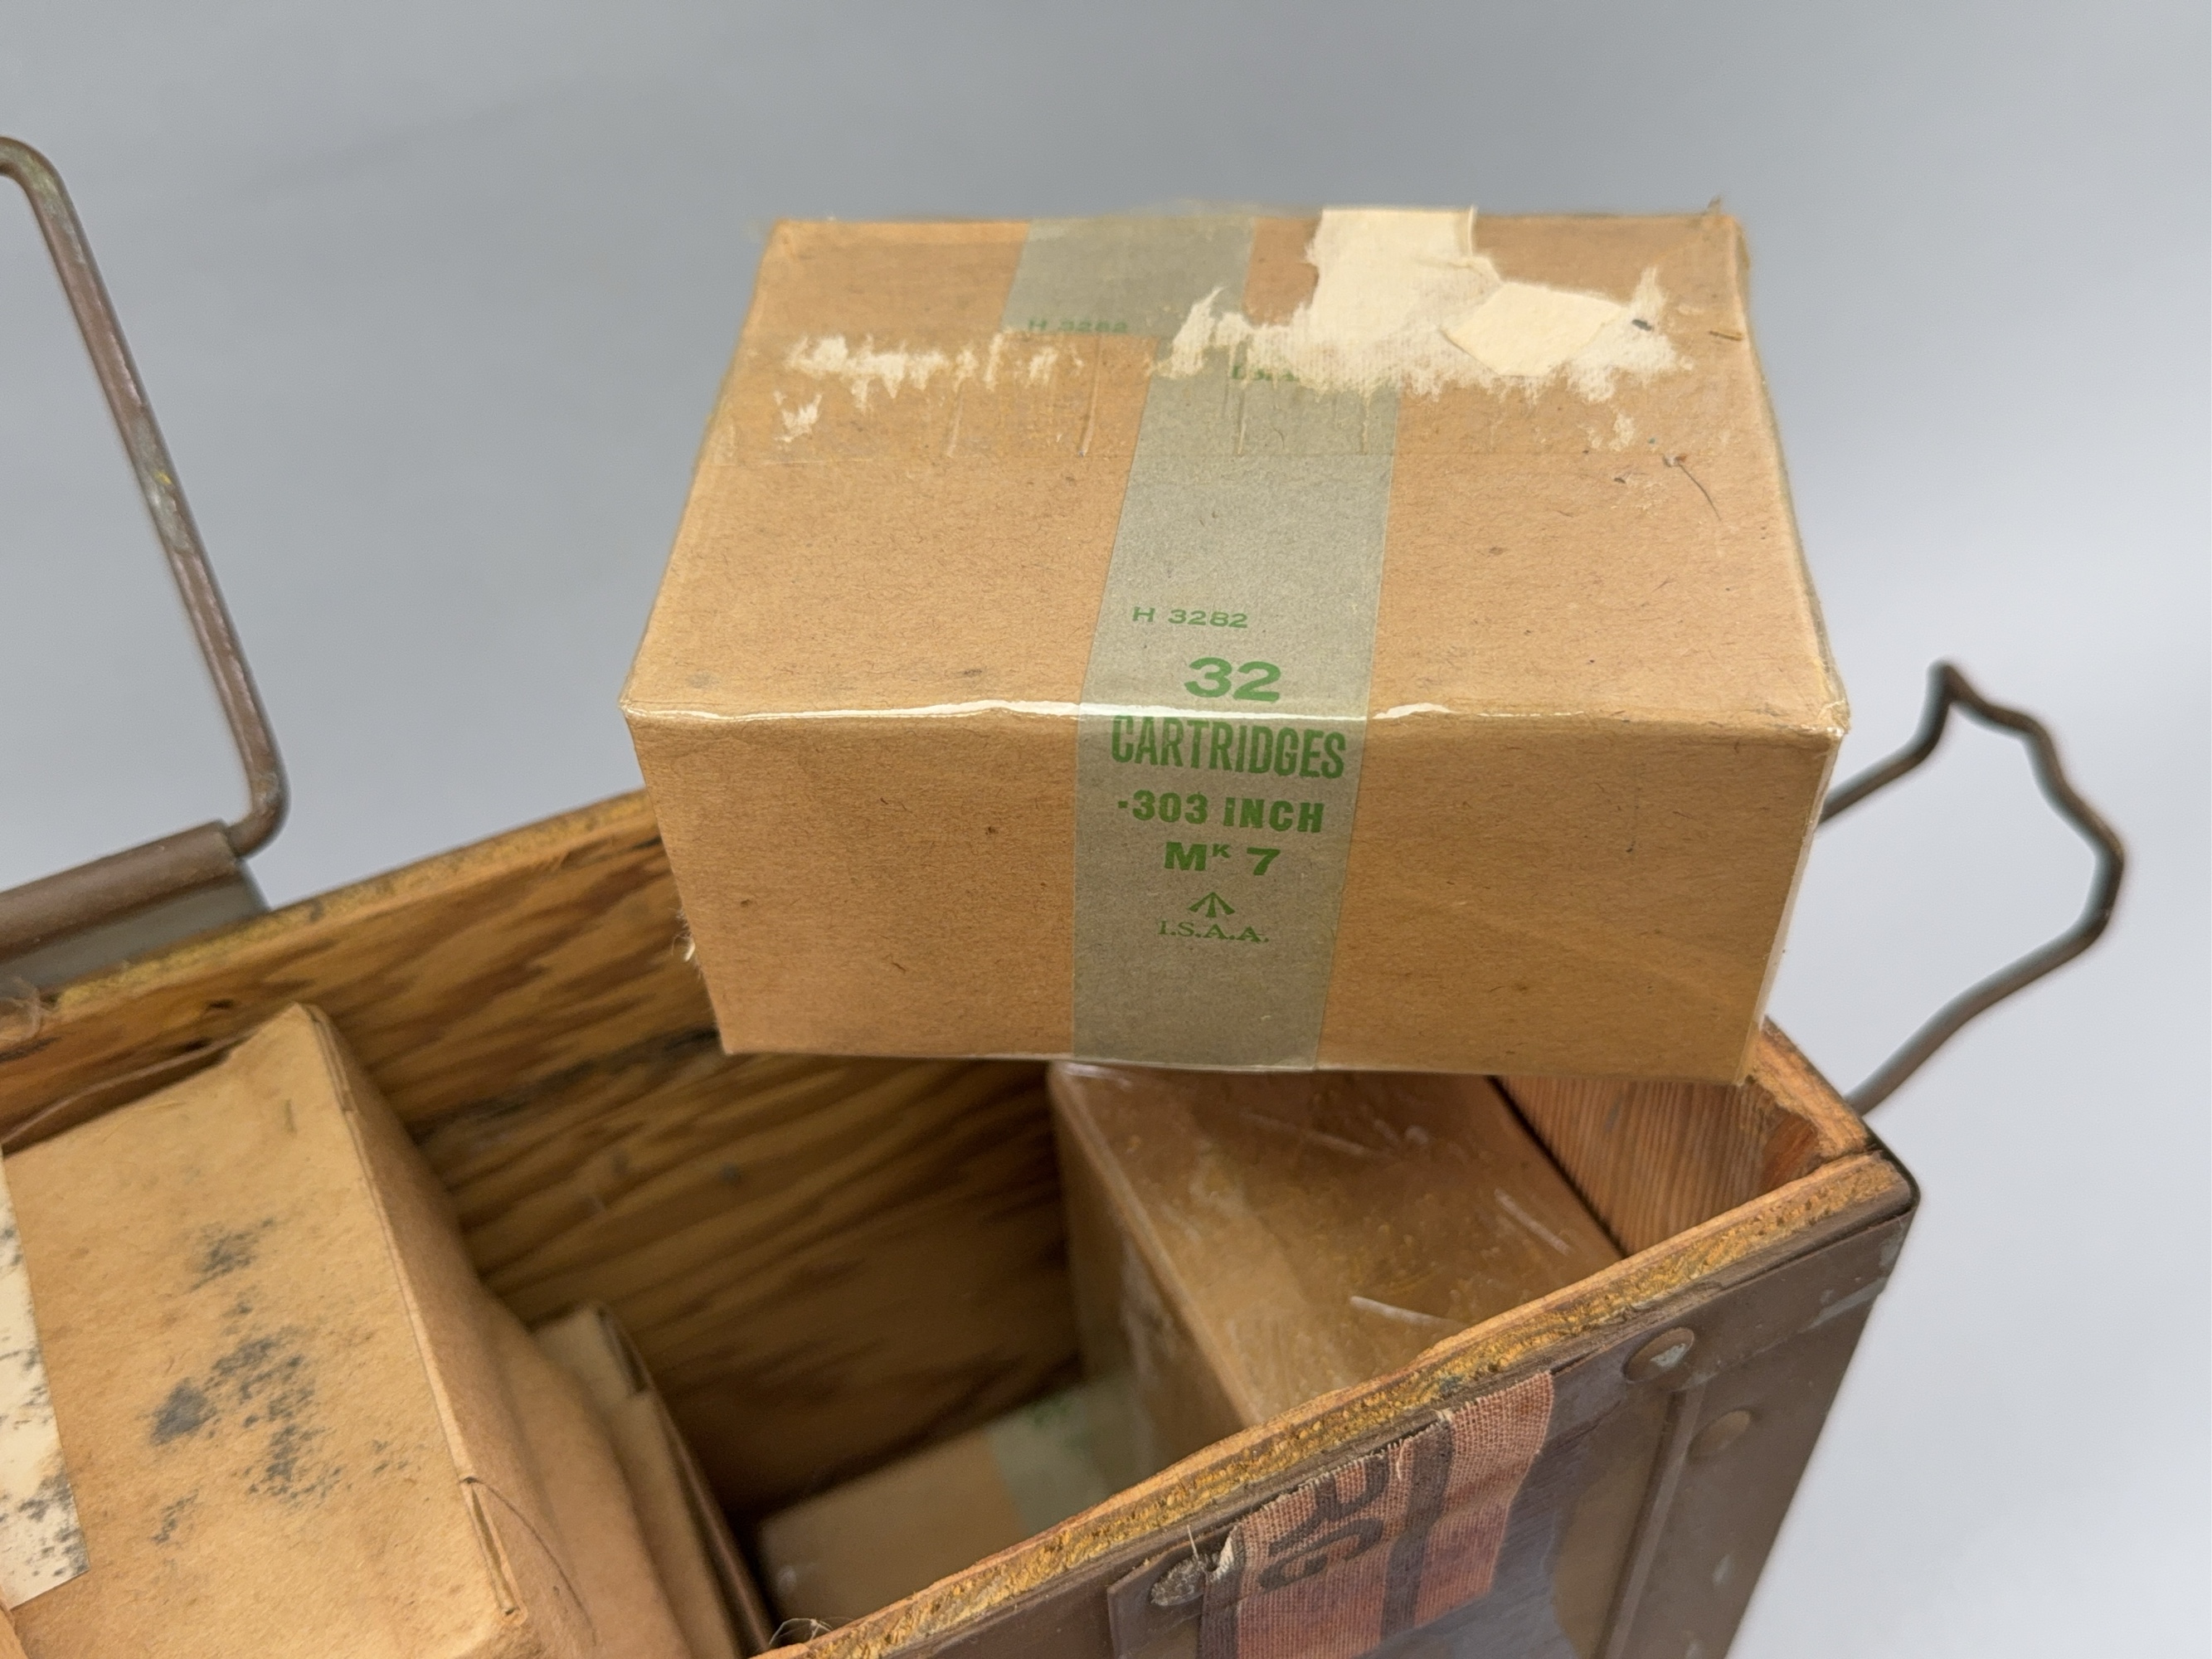 H 3282
H 3282
32
CARTRIDGES
·303 INCH
Mᴷ 7
I.S.A.A.